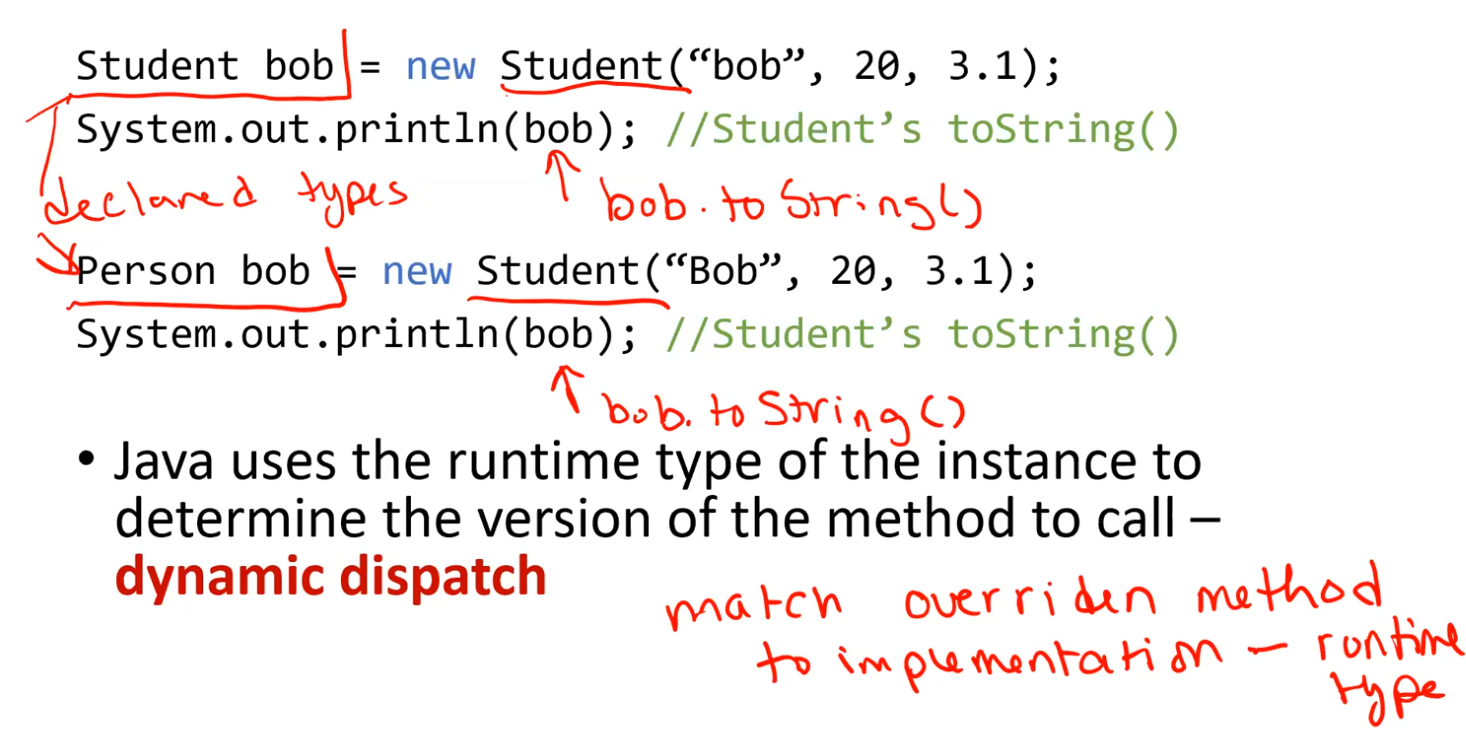 Student bob = new Student(“bob”, 20, 3.1);
System.out.println(bob); //Student’s toString()
declared types
bob.toString()
Person bob = new Student(“Bob”, 20, 3.1);
System.out.println(bob); //Student’s toString()
bob.toString()
• Java uses the runtime type of the instance to
determine the version of the method to call –
dynamic dispatch
match overriden method
to implementation – runtime
type